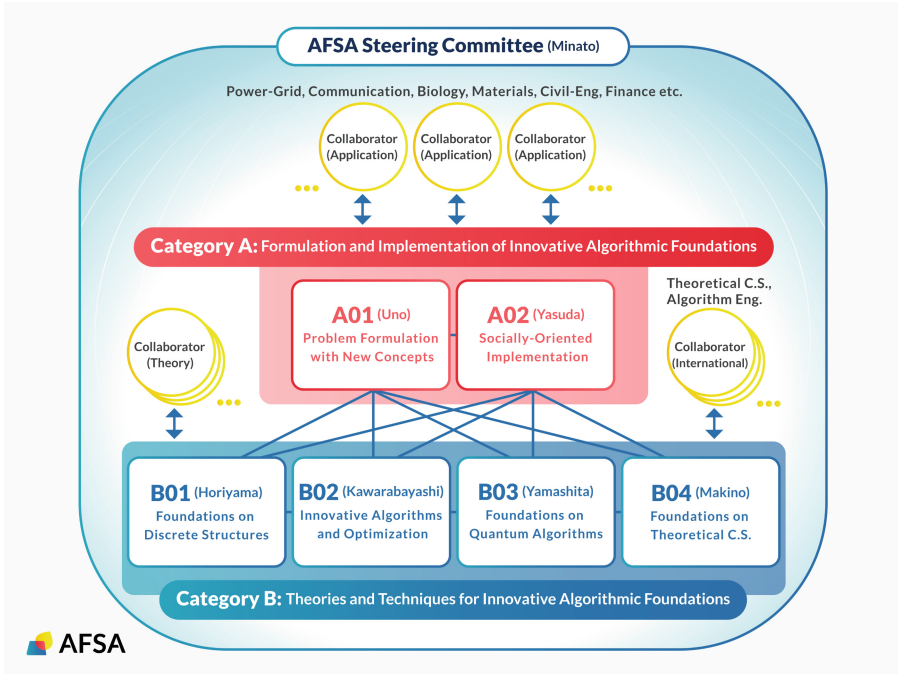 AFSA Steering Committee (Minato)
Power-Grid, Communication, Biology, Materials, Civil-Eng, Finance etc.
Collaborator
(Application)
Collaborator
(Application)
Collaborator
(Application)
Category A: Formulation and Implementation of Innovative Algorithmic Foundations
Theoretical C.S.,
Algorithm Eng.
A01 (Uno)
Problem Formulation
with New Concepts
A02 (Yasuda)
Socially-Oriented
Implementation
Collaborator
(Theory)
Collaborator
(International)
B01 (Horiyama)
Foundations on
Discrete Structures
B02 (Kawarabayashi)
Innovative Algorithms
and Optimization
B03 (Yamashita)
Foundations on
Quantum Algorithms
B04 (Makino)
Foundations on
Theoretical C.S.
Category B: Theories and Techniques for Innovative Algorithmic Foundations
AFSA